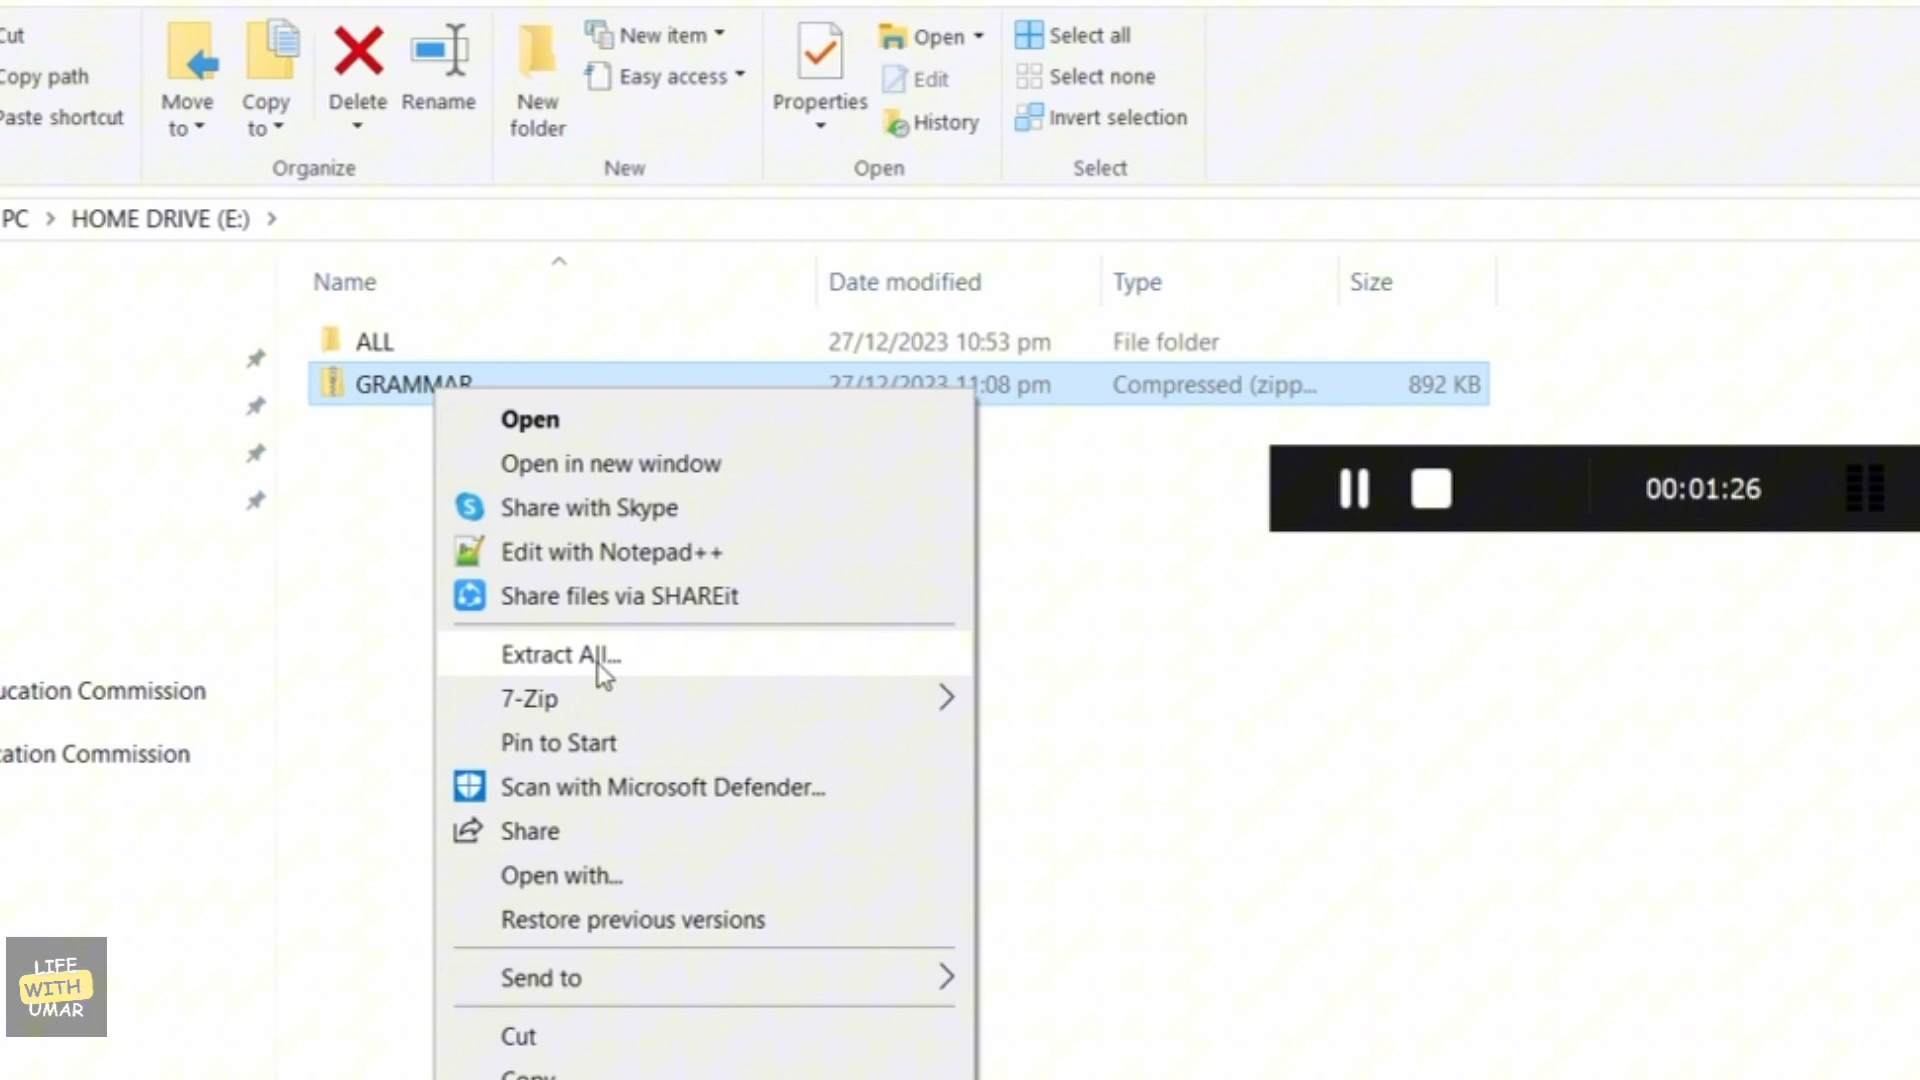 Cut
Copy path
Paste shortcut
Move to
Copy to
Delete
Rename
Organize
New folder
New item
Easy access
New
Properties
Open
Edit
History
Open
Select all
Select none
Invert selection
Select
PC > HOME DRIVE (E:) >
Name Date modified Type Size
ALL 27/12/2023 10:53 pm File folder
GRAMMAR 27/12/2023 11:08 pm Compressed (zipp... 892 KB
Open
Open in new window
Share with Skype
Edit with Notepad++
Share files via SHAREit
Extract All...
7-Zip
Pin to Start
Scan with Microsoft Defender...
Share
Open with...
Restore previous versions
Send to
Cut
Copy
00:01:26
ucation Commission
cation Commission
LIFE
WITH
UMAR